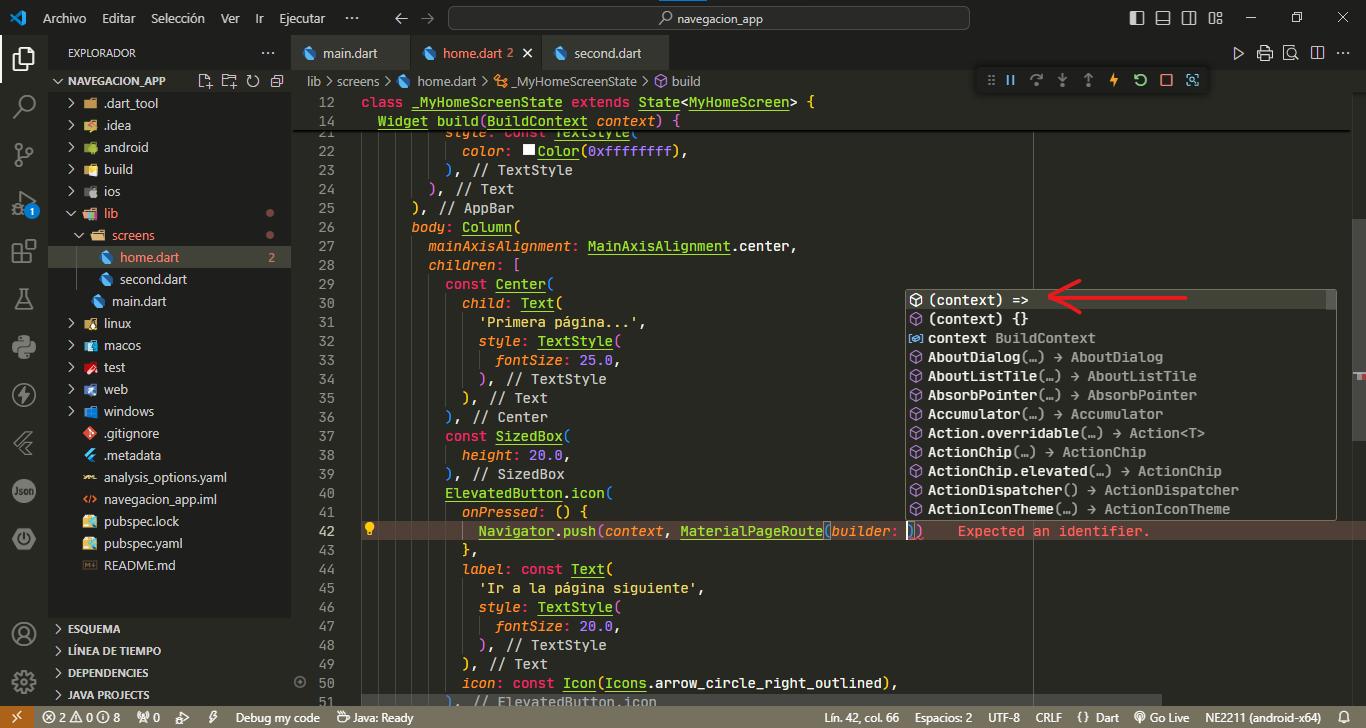 Archivo Editar Selección Ver Ir Ejecutar ··· navegacion_app
EXPLORADOR ···
NAVEGACION_APP
.dart_tool
.idea
android
build
ios
lib
screens
home.dart 2
second.dart
main.dart
linux
macos
test
web
windows
.gitignore
.metadata
analysis_options.yaml
navegacion_app.iml
pubspec.lock
pubspec.yaml
README.md
ESQUEMA
LÍNEA DE TIEMPO
DEPENDENCIES
JAVA PROJECTS
1
Json
main.dart home.dart 2 second.dart
lib > screens > home.dart > _MyHomeScreenState > build
12 class _MyHomeScreenState extends State<MyHomeScreen> {
14 Widget build(BuildContext context) {
21 style: const TextStyle(
22 color: Color(0xffffffff),
23 ), // TextStyle
24 ), // Text
25 ), // AppBar
26 body: Column(
27 mainAxisAlignment: MainAxisAlignment.center,
28 children: [
29 const Center(
30 child: Text(
31 'Primera página...',
32 style: TextStyle(
33 fontSize: 25.0,
34 ), // TextStyle
35 ), // Text
36 ), // Center
37 const SizedBox(
38 height: 20.0,
39 ), // SizedBox
40 ElevatedButton.icon(
41 onPressed: () {
42 Navigator.push(context, MaterialPageRoute(builder: )) Expected an identifier.
43 },
44 label: const Text(
45 'Ir a la página siguiente',
46 style: TextStyle(
47 fontSize: 20.0,
48 ), // TextStyle
49 ), // Text
50 icon: const Icon(Icons.arrow_circle_right_outlined),
51 ), // ElevatedButton.icon
(context) =>
(context) {}
context BuildContext
AboutDialog(…) → AboutDialog
AboutListTile(…) → AboutListTile
AbsorbPointer(…) → AbsorbPointer
Accumulator(…) → Accumulator
Action.overridable(…) → Action<T>
ActionChip(…) → ActionChip
ActionChip.elevated(…) → ActionChip
ActionDispatcher() → ActionDispatcher
ActionIconTheme(…) → ActionIconTheme
2 0 8 0 Debug my code Java: Ready Lín. 42, col. 66 Espacios: 2 UTF-8 CRLF {} Dart Go Live NE2211 (android-x64)